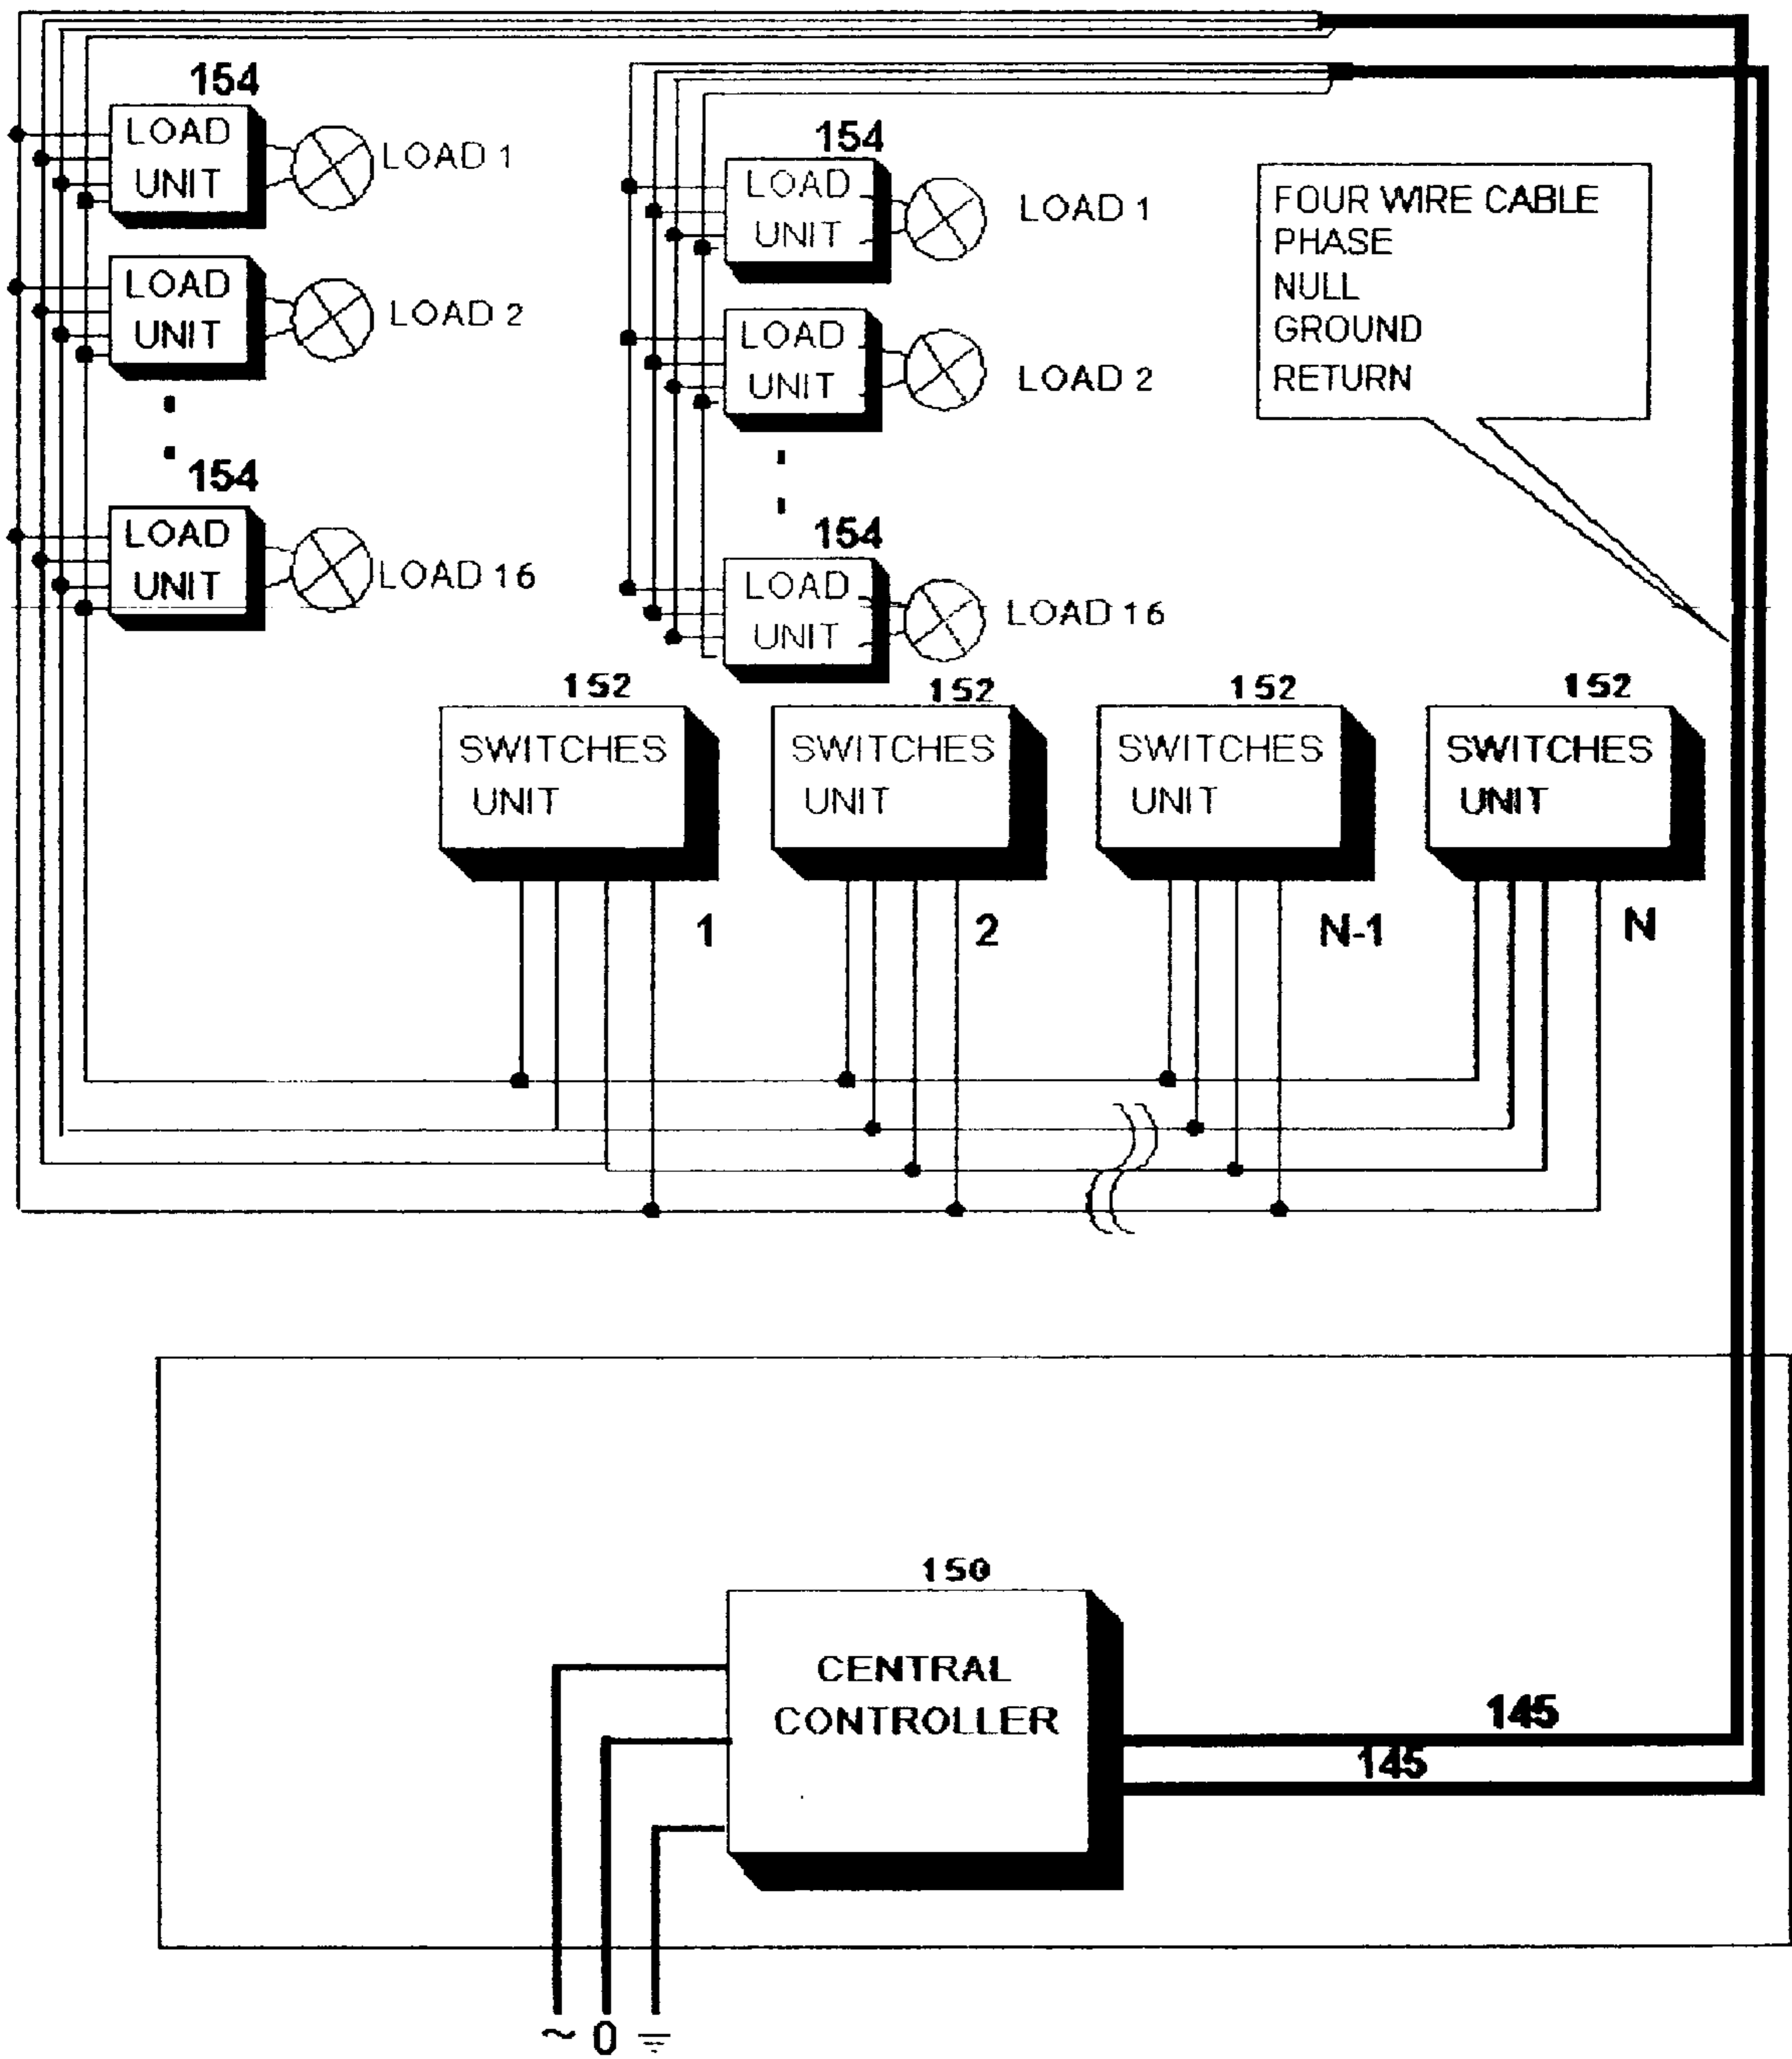 154
LOAD
UNIT
LOAD 1
LOAD
UNIT
LOAD 2
154
LOAD
UNIT
LOAD 16
154
LOAD
UNIT
LOAD 1
LOAD
UNIT
LOAD 2
154
LOAD
UNIT
LOAD 16
FOUR WIRE CABLE
PHASE
NULL
GROUND
RETURN
152
SWITCHES
UNIT
1
152
SWITCHES
UNIT
2
152
SWITCHES
UNIT
N-1
152
SWITCHES
UNIT
N
150
CENTRAL
CONTROLLER
145
145
~ 0